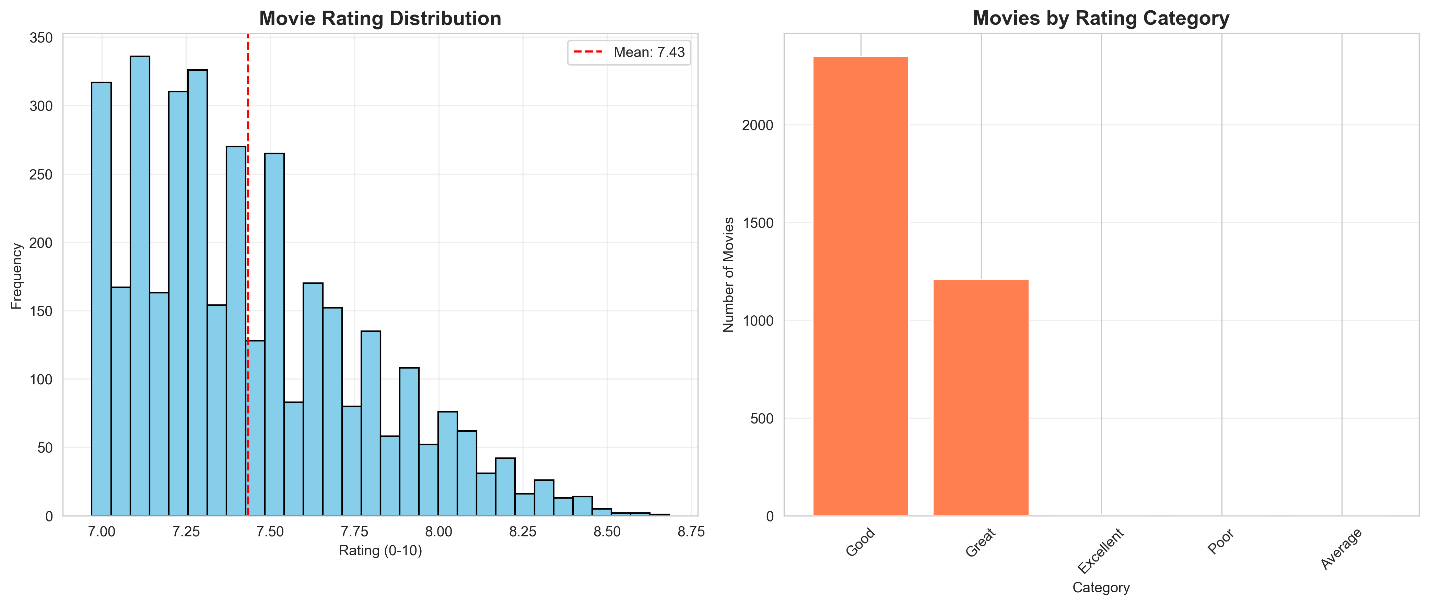 Movie Rating Distribution
350
300
250
200
150
100
50
0
Frequency
Mean: 7.43
7.00 7.25 7.50 7.75 8.00 8.25 8.50 8.75
Rating (0-10)
Movies by Rating Category
2000
1500
1000
500
0
Number of Movies
Good Great Excellent Poor Average
Category